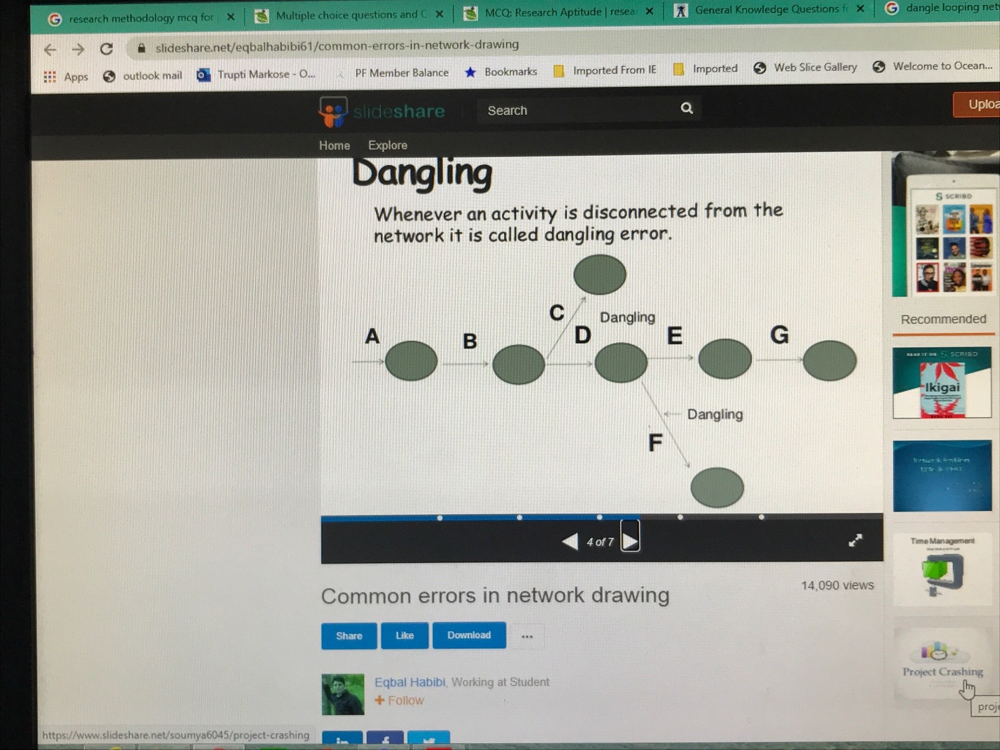 research methodology mcq for
Multiple choice questions and C
MCQ: Research Aptitude | resea
General Knowledge Questions f
dangle looping net
slideshare.net/eqbalhabibi61/common-errors-in-network-drawing
Apps
outlook mail
Trupti Markose - O...
PF Member Balance
Bookmarks
Imported From IE
Imported
Web Slice Gallery
Welcome to Ocean...
slideshare
Search
Uploa
Home
Explore
Dangling
Whenever an activity is disconnected from the
network it is called dangling error.
C
Dangling
A
B
D
E
G
Dangling
F
4 of 7
SCRIBD
Recommended
READ IT ON SCRIBD
Ikigai
Time Management
Project Crashing
proje
Common errors in network drawing
14,090 views
Share
Like
Download
Eqbal Habibi, Working at Student
+ Follow
https://www.slideshare.net/soumya6045/project-crashing